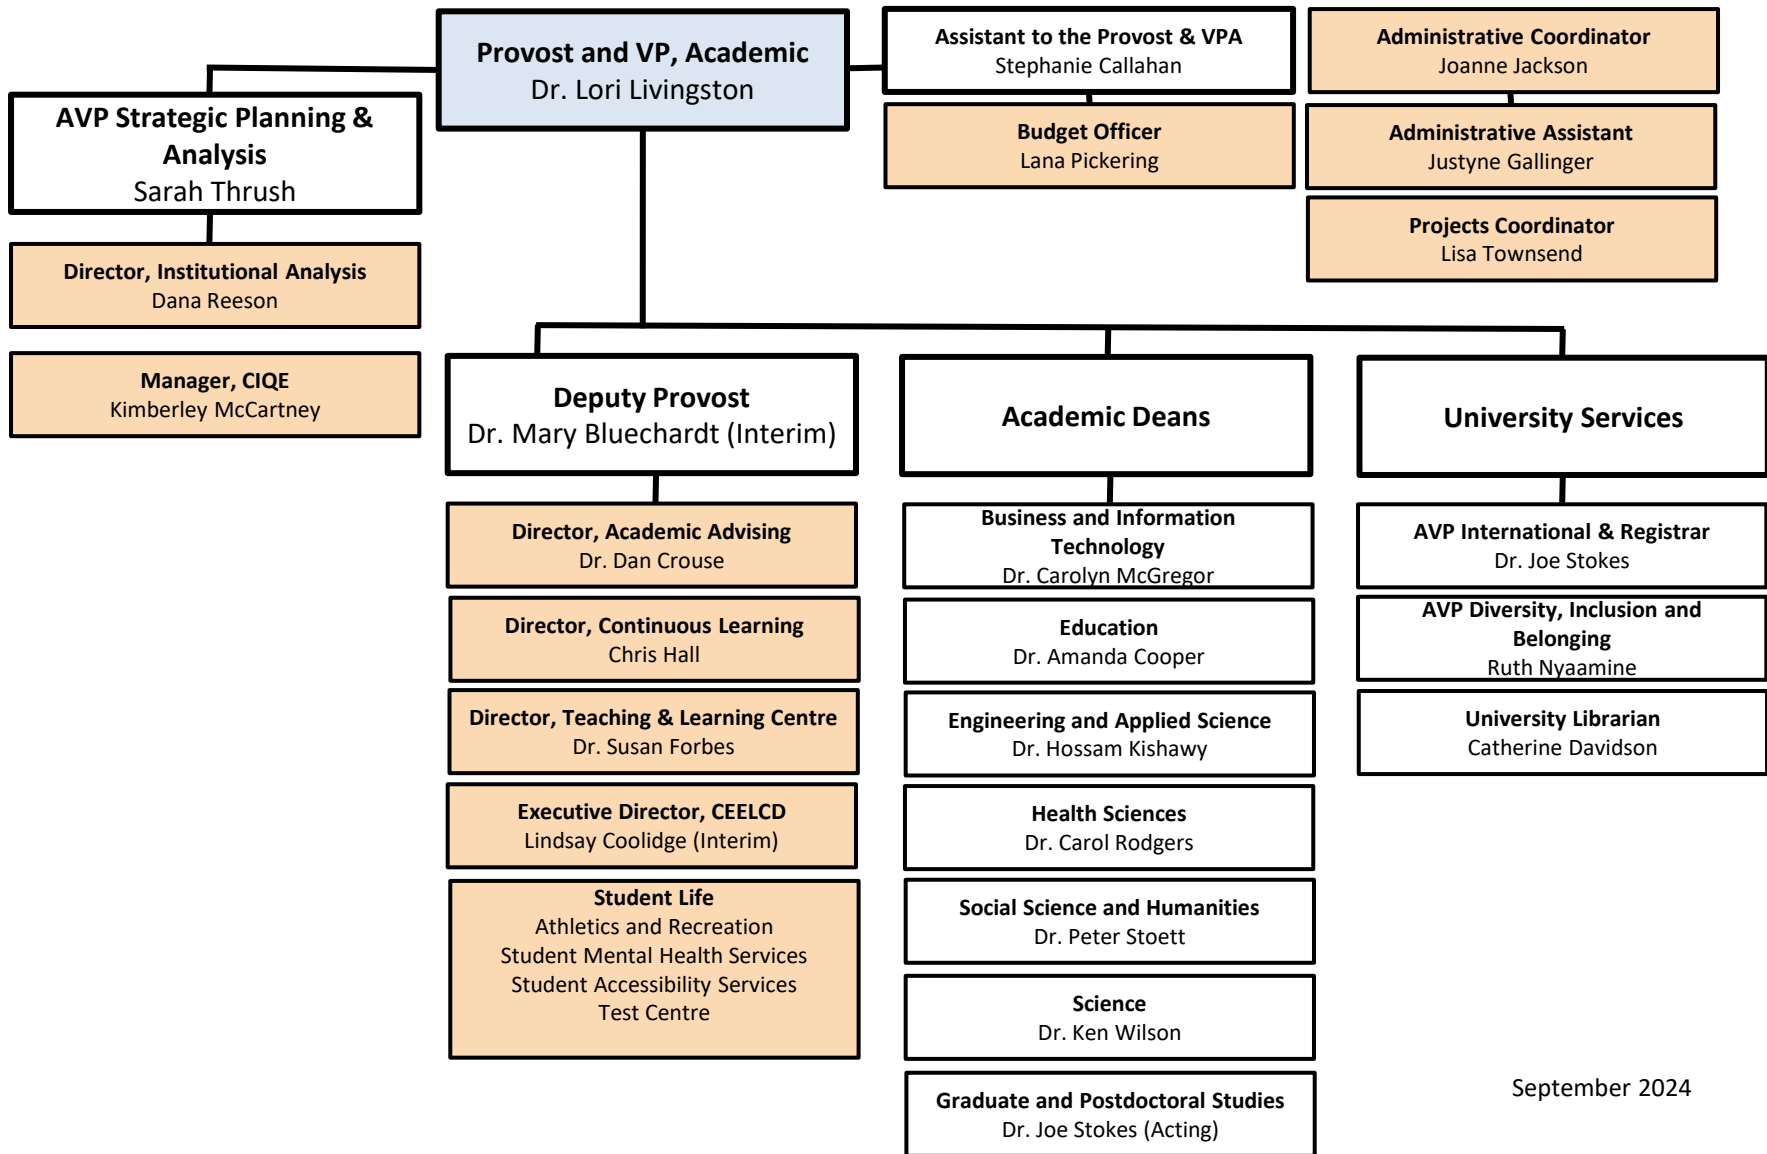 Provost and VP, Academic
Dr. Lori Livingston
Assistant to the Provost & VPA
Stephanie Callahan
Budget Officer
Lana Pickering
Administrative Coordinator
Joanne Jackson
Administrative Assistant
Justyne Gallinger
Projects Coordinator
Lisa Townsend
AVP Strategic Planning &
Analysis
Sarah Thrush
Director, Institutional Analysis
Dana Reeson
Manager, CIQE
Kimberley McCartney
Deputy Provost
Dr. Mary Bluechardt (Interim)
Director, Academic Advising
Dr. Dan Crouse
Director, Continuous Learning
Chris Hall
Director, Teaching & Learning Centre
Dr. Susan Forbes
Executive Director, CEELCD
Lindsay Coolidge (Interim)
Student Life
Athletics and Recreation
Student Mental Health Services
Student Accessibility Services
Test Centre
Academic Deans
Business and Information
Technology
Dr. Carolyn McGregor
Education
Dr. Amanda Cooper
Engineering and Applied Science
Dr. Hossam Kishawy
Health Sciences
Dr. Carol Rodgers
Social Science and Humanities
Dr. Peter Stoett
Science
Dr. Ken Wilson
Graduate and Postdoctoral Studies
Dr. Joe Stokes (Acting)
University Services
AVP International & Registrar
Dr. Joe Stokes
AVP Diversity, Inclusion and
Belonging
Ruth Nyaamine
University Librarian
Catherine Davidson
September 2024